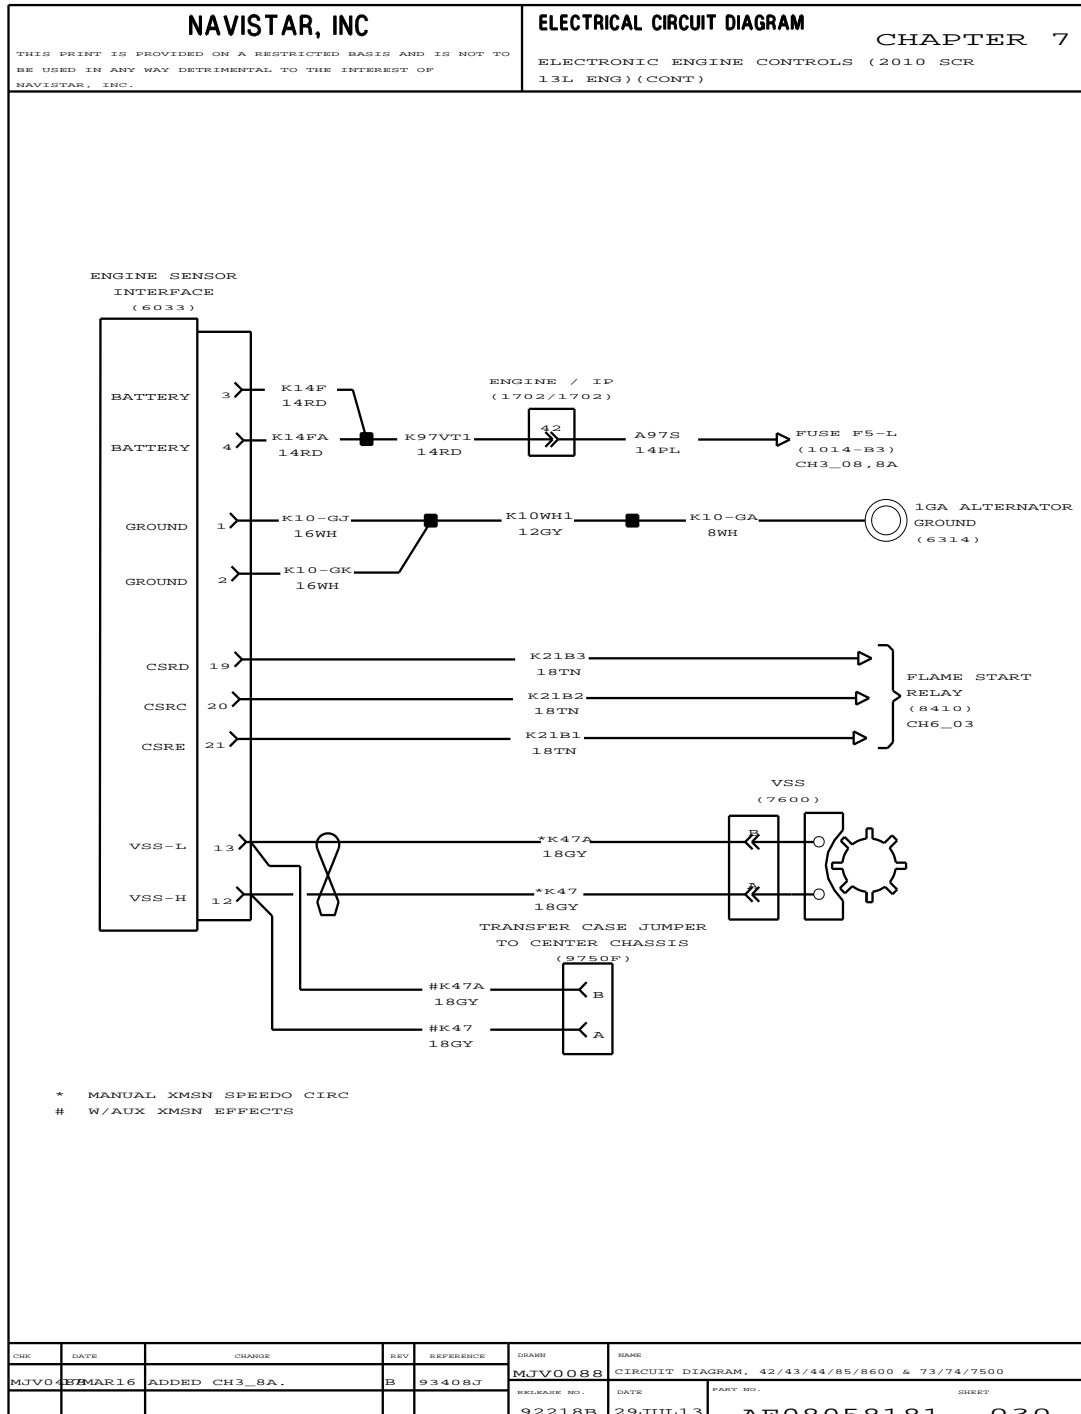 NAVISTAR, INC
THIS PRINT IS PROVIDED ON A RESTRICTED BASIS AND IS NOT TO
BE USED IN ANY WAY DETRIMENTAL TO THE INTEREST OF
NAVISTAR, INC.
ELECTRICAL CIRCUIT DIAGRAM
CHAPTER 7
ELECTRONIC ENGINE CONTROLS (2010 SCR
13L ENG)(CONT)
ENGINE SENSOR
INTERFACE
(6033)
BATTERY 3
K14F
14RD
BATTERY 4
K14FA
14RD
K97VT1
14RD
ENGINE / IP
(1702/1702)
42
A97S
14PL
FUSE F5-L
(1014-B3)
CH3_08,8A
GROUND 1
K10-GJ
16WH
K10WH1
12GY
K10-GA
8WH
1GA ALTERNATOR
GROUND
(6314)
GROUND 2
K10-GK
16WH
CSRD 19
K21B3
18TN
CSRC 20
K21B2
18TN
CSRE 21
K21B1
18TN
FLAME START
RELAY
(8410)
CH6_03
VSS
(7600)
VSS-L 13
*K47A
18GY
B
VSS-H 12
*K47
18GY
A
TRANSFER CASE JUMPER
TO CENTER CHASSIS
(9750F)
#K47A
18GY
B
#K47
18GY
A
* MANUAL XMSN SPEEDO CIRC
# W/AUX XMSN EFFECTS
CHK DATE CHANGE REV REFERENCE
MAR16 ADDED CH3_8A. B 93408J
DRAWN
MJV0088
NAME
CIRCUIT DIAGRAM, 42/43/44/85/8600 & 73/74/7500
RELEASE NO. DATE PART NO. SHEET
92218B 29JUL13 AE08058181 030